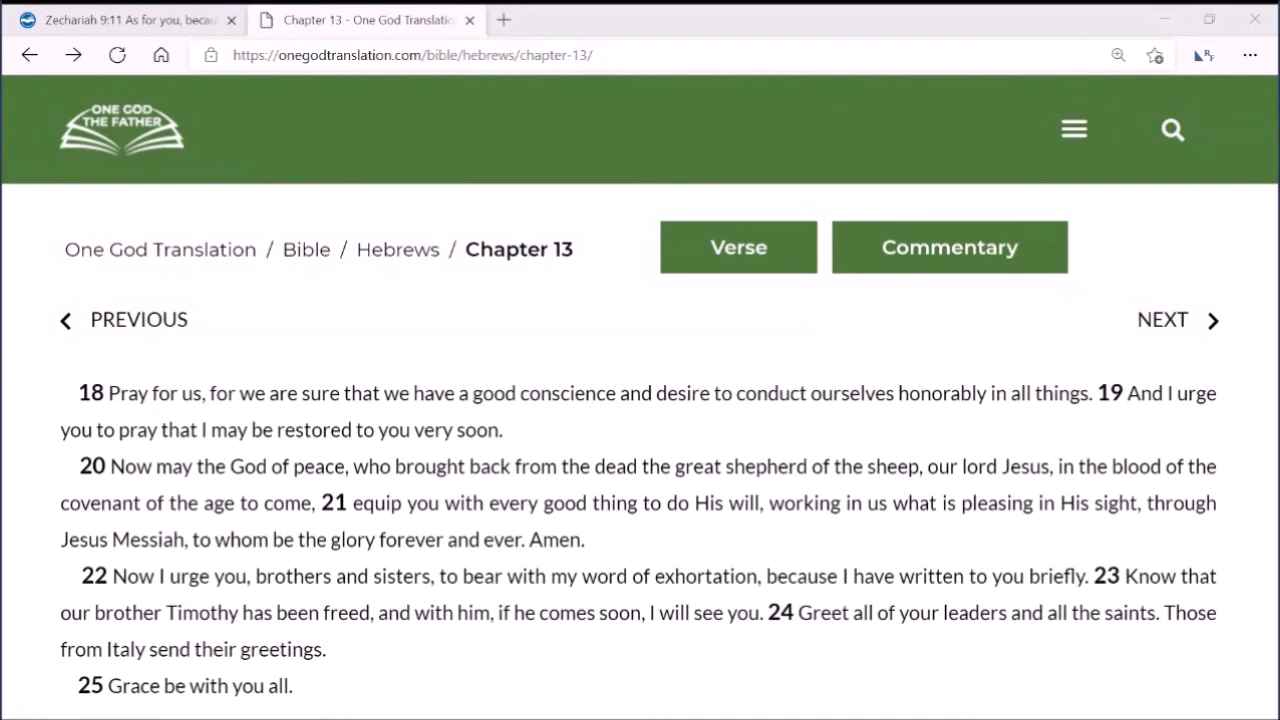 Zechariah 9:11 As for you, becau
Chapter 13 - One God Translatio
https://onegodtranslation.com/bible/hebrews/chapter-13/
ONE GOD
THE FATHER
One God Translation / Bible / Hebrews / Chapter 13
Verse
Commentary
PREVIOUS
NEXT
18 Pray for us, for we are sure that we have a good conscience and desire to conduct ourselves honorably in all things. 19 And I urge
you to pray that I may be restored to you very soon.
20 Now may the God of peace, who brought back from the dead the great shepherd of the sheep, our lord Jesus, in the blood of the
covenant of the age to come, 21 equip you with every good thing to do His will, working in us what is pleasing in His sight, through
Jesus Messiah, to whom be the glory forever and ever. Amen.
22 Now I urge you, brothers and sisters, to bear with my word of exhortation, because I have written to you briefly. 23 Know that
our brother Timothy has been freed, and with him, if he comes soon, I will see you. 24 Greet all of your leaders and all the saints. Those
from Italy send their greetings.
25 Grace be with you all.